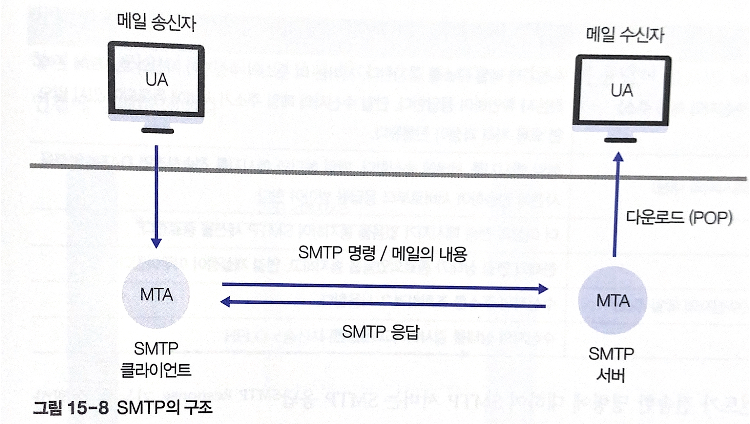 메일 송신자
UA
메일 수신자
UA
다운로드 (POP)
SMTP 명령 / 메일의 내용
MTA
MTA
SMTP 응답
SMTP
클라이언트
SMTP
서버
그림 15-8 SMTP의 구조